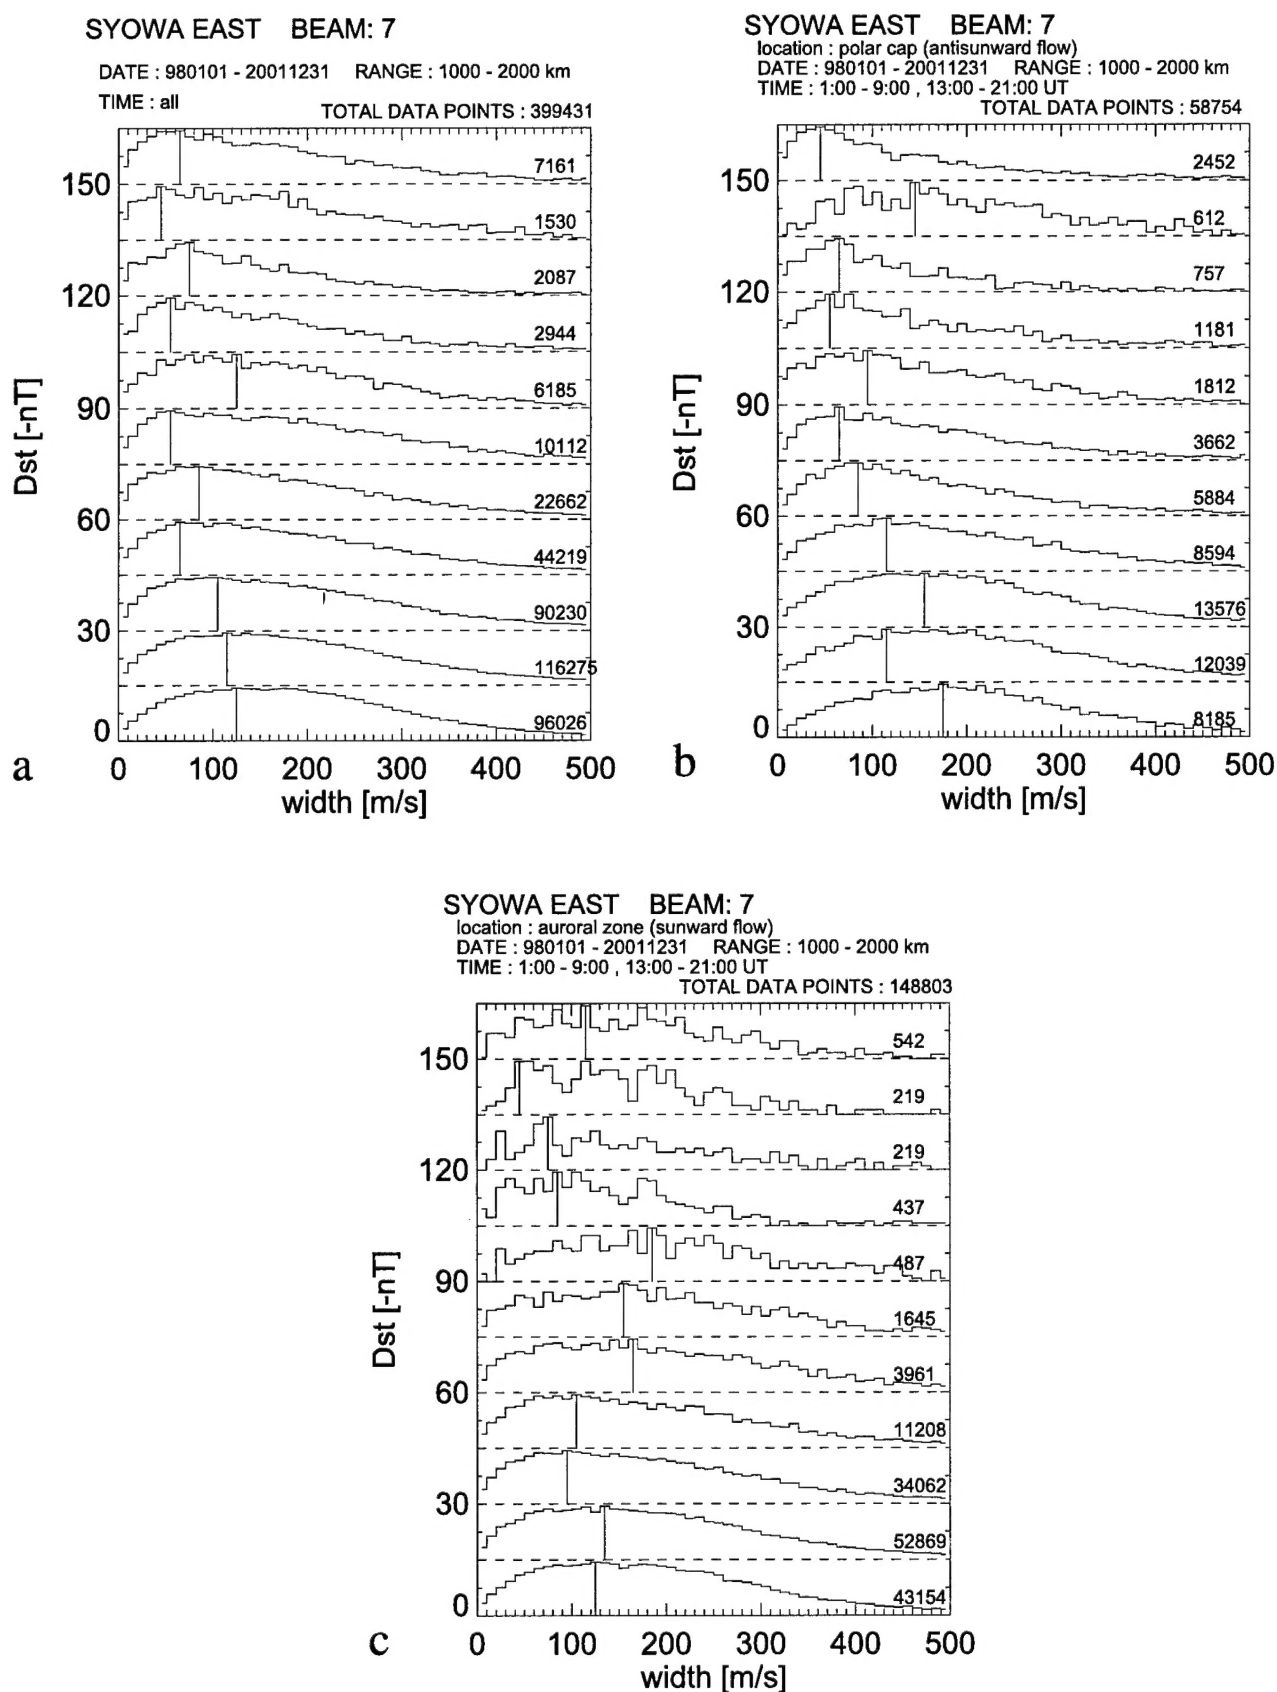 SYOWA EAST BEAM: 7
DATE : 980101 - 20011231 RANGE : 1000 - 2000 km
TIME : all
TOTAL DATA POINTS : 399431
7161
150
1530
2087
120
2944
6185
90
10112
22662
60
44219
90230
30
116275
96026
0
Dst [-nT]
0 100 200 300 400 500
width [m/s]
a
SYOWA EAST BEAM: 7
location : polar cap (antisunward flow)
DATE : 980101 - 20011231 RANGE : 1000 - 2000 km
TIME : 1:00 - 9:00 , 13:00 - 21:00 UT
TOTAL DATA POINTS : 58754
2452
150
612
757
120
1181
1812
90
3662
5884
60
8594
13576
30
12039
8185
0
Dst [-nT]
0 100 200 300 400 500
width [m/s]
b
SYOWA EAST BEAM: 7
location : auroral zone (sunward flow)
DATE : 980101 - 20011231 RANGE : 1000 - 2000 km
TIME : 1:00 - 9:00 , 13:00 - 21:00 UT
TOTAL DATA POINTS : 148803
542
150
219
219
120
437
487
90
1645
3961
60
11208
34062
30
52869
43154
0
Dst [-nT]
0 100 200 300 400 500
width [m/s]
c